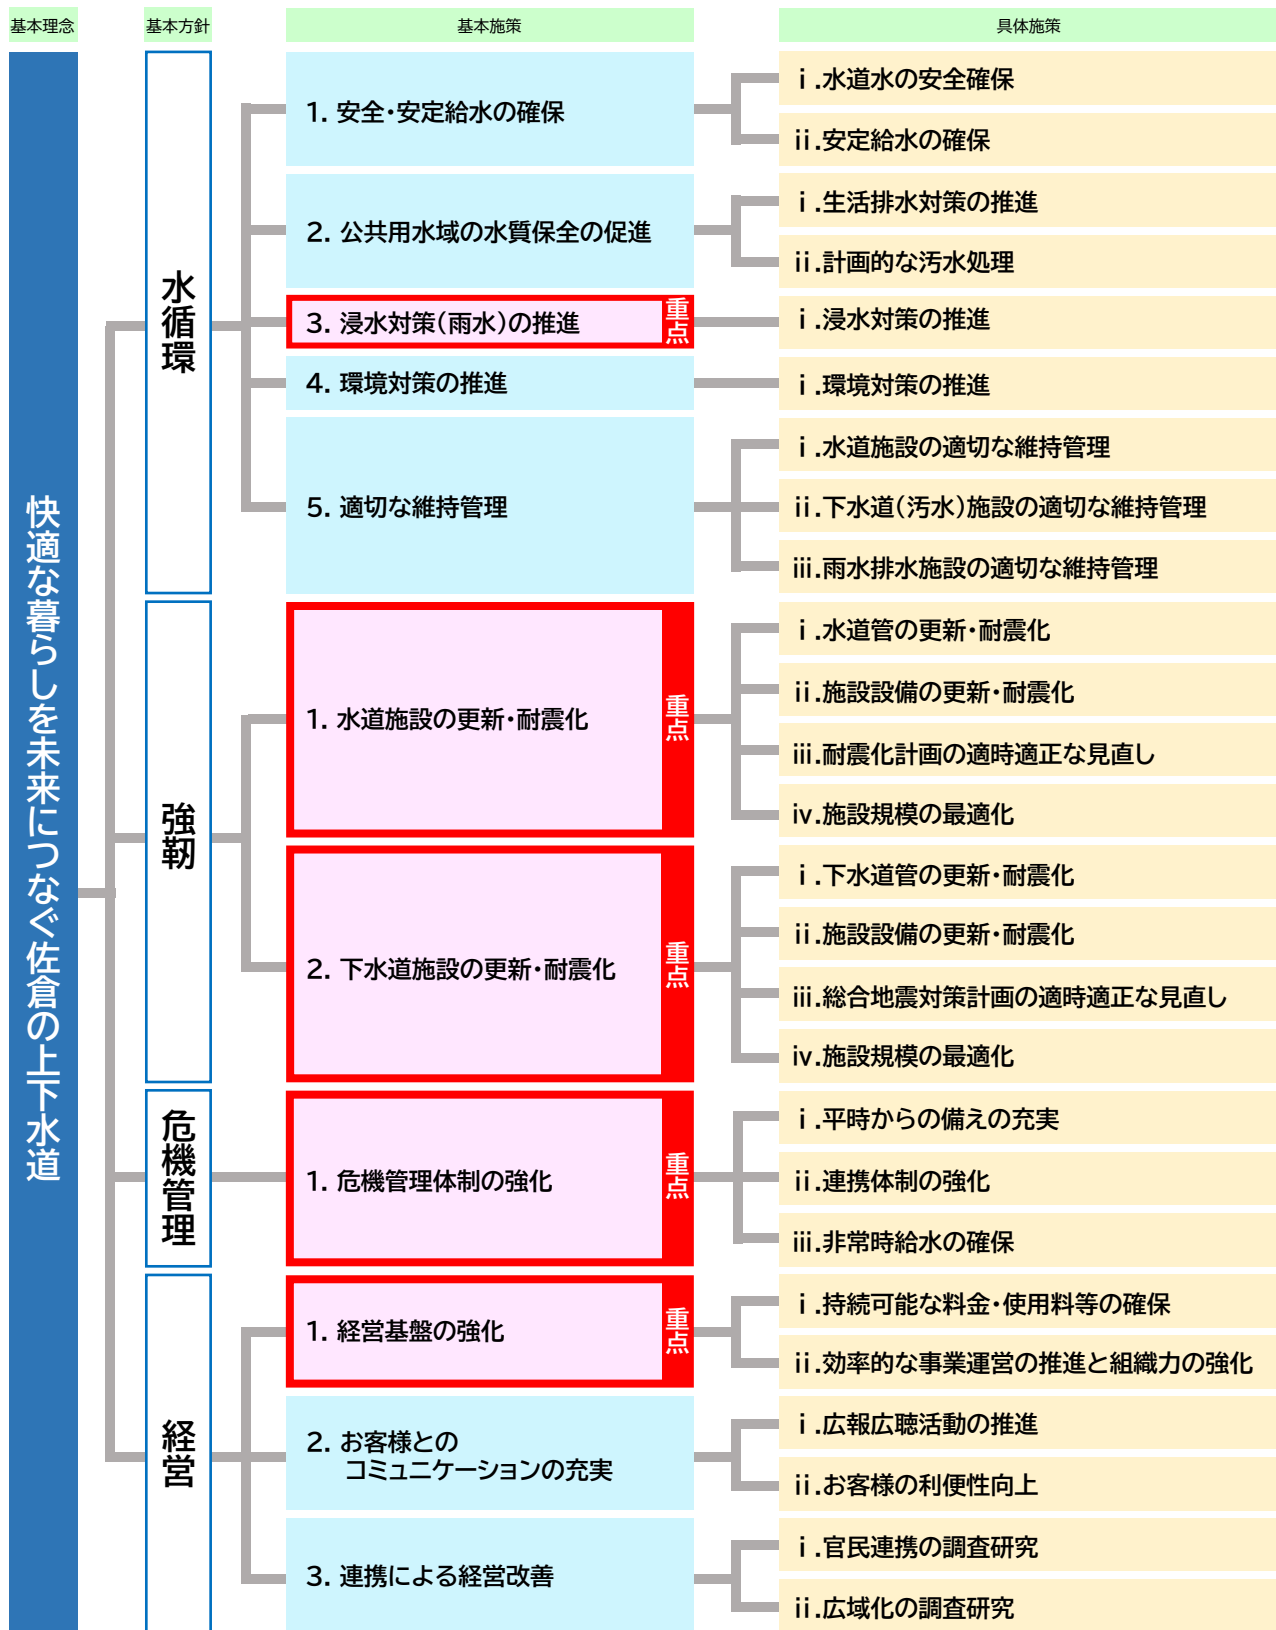 基本理念
基本方針
基本施策
具体施策
快適な暮らしを未来につなぐ佐倉の上下水道
水循環
1. 安全・安定給水の確保
ⅰ.水道水の安全確保
ⅱ.安定給水の確保
2. 公共用水域の水質保全の促進
ⅰ.生活排水対策の推進
ⅱ.計画的な汚水処理
3. 浸水対策(雨水)の推進
重点
ⅰ.浸水対策の推進
4. 環境対策の推進
ⅰ.環境対策の推進
5. 適切な維持管理
ⅰ.水道施設の適切な維持管理
ⅱ.下水道(汚水)施設の適切な維持管理
ⅲ.雨水排水施設の適切な維持管理
強靭
1. 水道施設の更新・耐震化
重点
ⅰ.水道管の更新・耐震化
ⅱ.施設設備の更新・耐震化
ⅲ.耐震化計画の適時適正な見直し
ⅳ.施設規模の最適化
2. 下水道施設の更新・耐震化
重点
ⅰ.下水道管の更新・耐震化
ⅱ.施設設備の更新・耐震化
ⅲ.総合地震対策計画の適時適正な見直し
ⅳ.施設規模の最適化
危機管理
1. 危機管理体制の強化
重点
ⅰ.平時からの備えの充実
ⅱ.連携体制の強化
ⅲ.非常時給水の確保
経営
1. 経営基盤の強化
重点
ⅰ.持続可能な料金・使用料等の確保
ⅱ.効率的な事業運営の推進と組織力の強化
2. お客様との
コミュニケーションの充実
ⅰ.広報広聴活動の推進
ⅱ.お客様の利便性向上
3. 連携による経営改善
ⅰ.官民連携の調査研究
ⅱ.広域化の調査研究